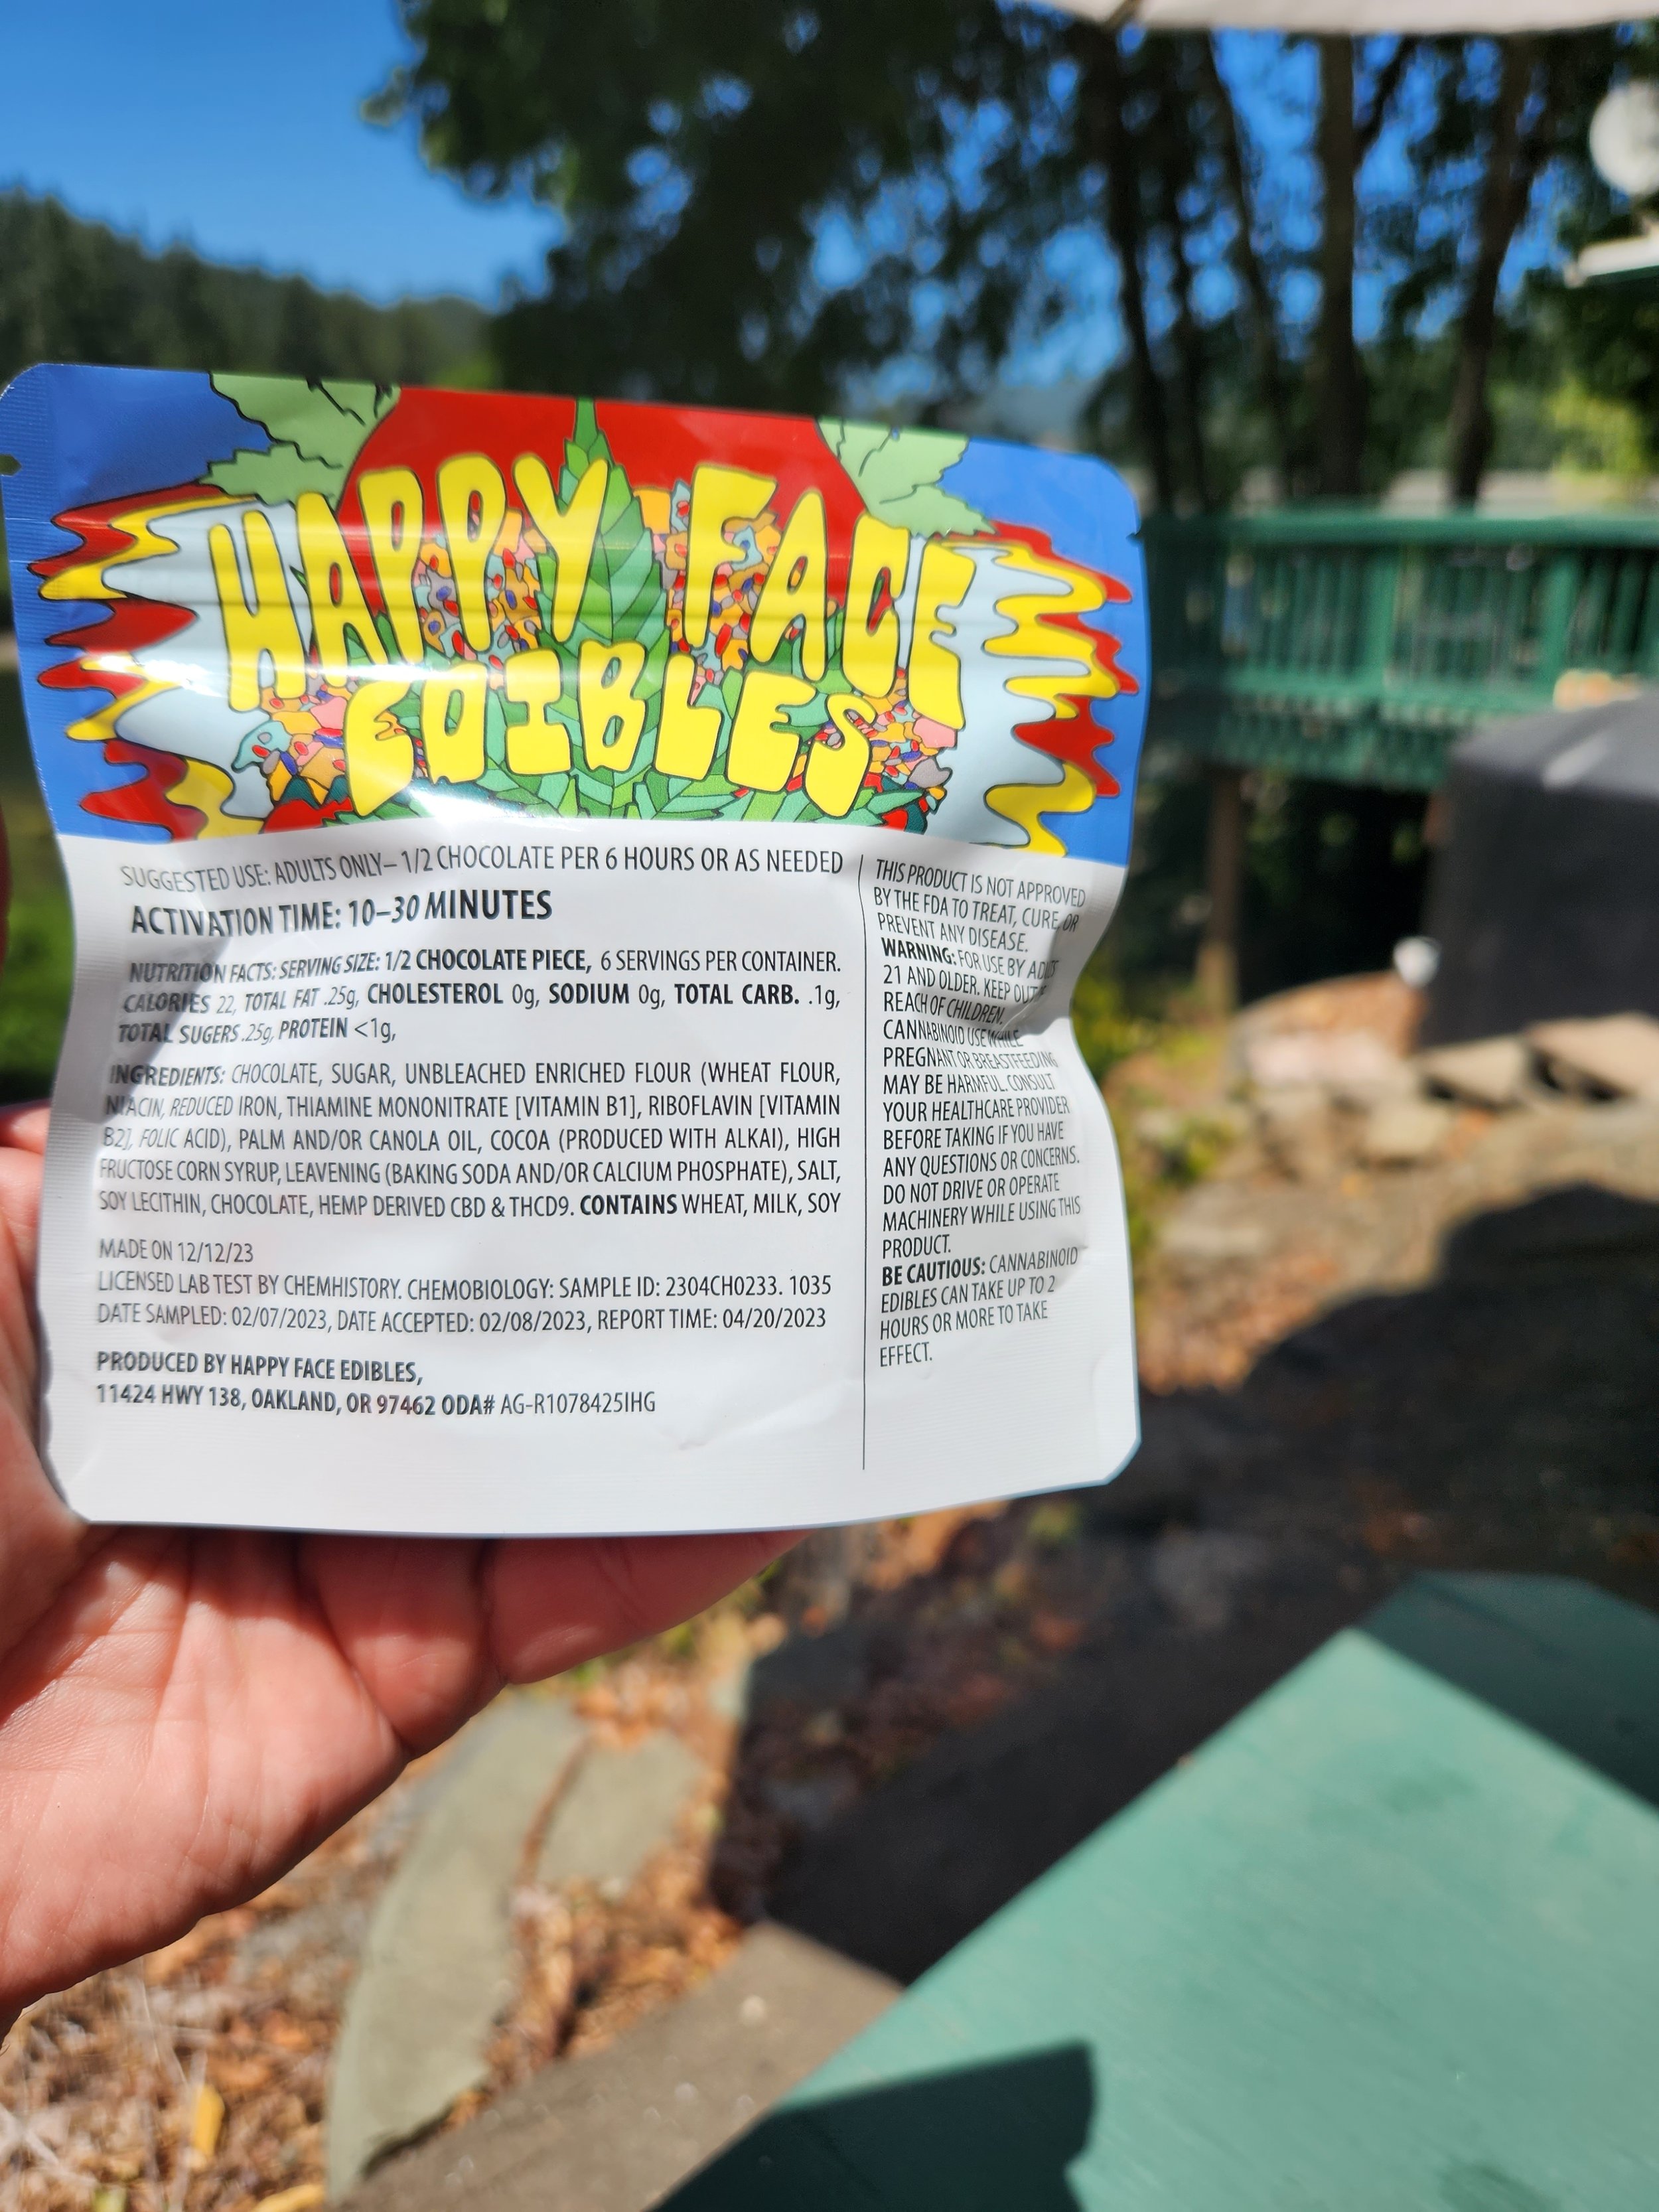 HAPPY FACE
EDIBLES
SUGGESTED USE: ADULTS ONLY– 1/2 CHOCOLATE PER 6 HOURS OR AS NEEDED
ACTIVATION TIME: 10–30 MINUTES
NUTRITION FACTS: SERVING SIZE: 1/2 CHOCOLATE PIECE, 6 SERVINGS PER CONTAINER.
CALORIES 22, TOTAL FAT .25g, CHOLESTEROL 0g, SODIUM 0g, TOTAL CARB. .1g,
TOTAL SUGERS .25g, PROTEIN <1g,
INGREDIENTS: CHOCOLATE, SUGAR, UNBLEACHED ENRICHED FLOUR (WHEAT FLOUR,
NIACIN, REDUCED IRON, THIAMINE MONONITRATE [VITAMIN B1], RIBOFLAVIN [VITAMIN
B2], FOLIC ACID), PALM AND/OR CANOLA OIL, COCOA (PRODUCED WITH ALKAI), HIGH
FRUCTOSE CORN SYRUP, LEAVENING (BAKING SODA AND/OR CALCIUM PHOSPHATE), SALT,
SOY LECITHIN, CHOCOLATE, HEMP DERIVED CBD & THCD9. CONTAINS WHEAT, MILK, SOY
MADE ON 12/12/23
LICENSED LAB TEST BY CHEMHISTORY. CHEMOBIOLOGY: SAMPLE ID: 2304CH0233. 1035
DATE SAMPLED: 02/07/2023, DATE ACCEPTED: 02/08/2023, REPORT TIME: 04/20/2023
PRODUCED BY HAPPY FACE EDIBLES,
11424 HWY 138, OAKLAND, OR 97462 ODA# AG-R1078425IHG
THIS PRODUCT IS NOT APPROVED
BY THE FDA TO TREAT, CURE, OR
PREVENT ANY DISEASE.
WARNING: FOR USE BY ADULTS
21 AND OLDER. KEEP OUT OF
REACH OF CHILDREN.
CANNABINOID USE WHILE
PREGNANT OR BREASTFEEDING
MAY BE HARMFUL. CONSULT
YOUR HEALTHCARE PROVIDER
BEFORE TAKING IF YOU HAVE
ANY QUESTIONS OR CONCERNS.
DO NOT DRIVE OR OPERATE
MACHINERY WHILE USING THIS
PRODUCT.
BE CAUTIOUS: CANNABINOID
EDIBLES CAN TAKE UP TO 2
HOURS OR MORE TO TAKE
EFFECT.